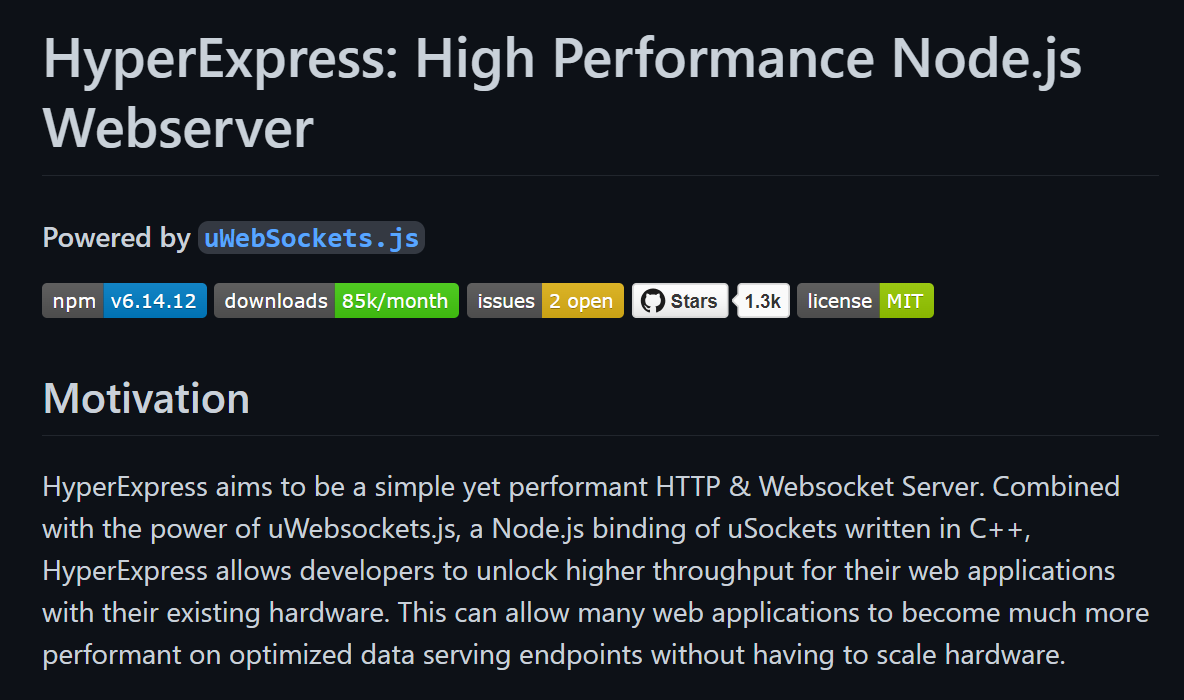 HyperExpress: High Performance Node.js
Webserver
Powered by uWebSockets.js
npm v6.14.12 downloads 85k/month issues 2 open Stars 1.3k license MIT
Motivation
HyperExpress aims to be a simple yet performant HTTP & Websocket Server. Combined
with the power of uWebsockets.js, a Node.js binding of uSockets written in C++,
HyperExpress allows developers to unlock higher throughput for their web applications
with their existing hardware. This can allow many web applications to become much more
performant on optimized data serving endpoints without having to scale hardware.